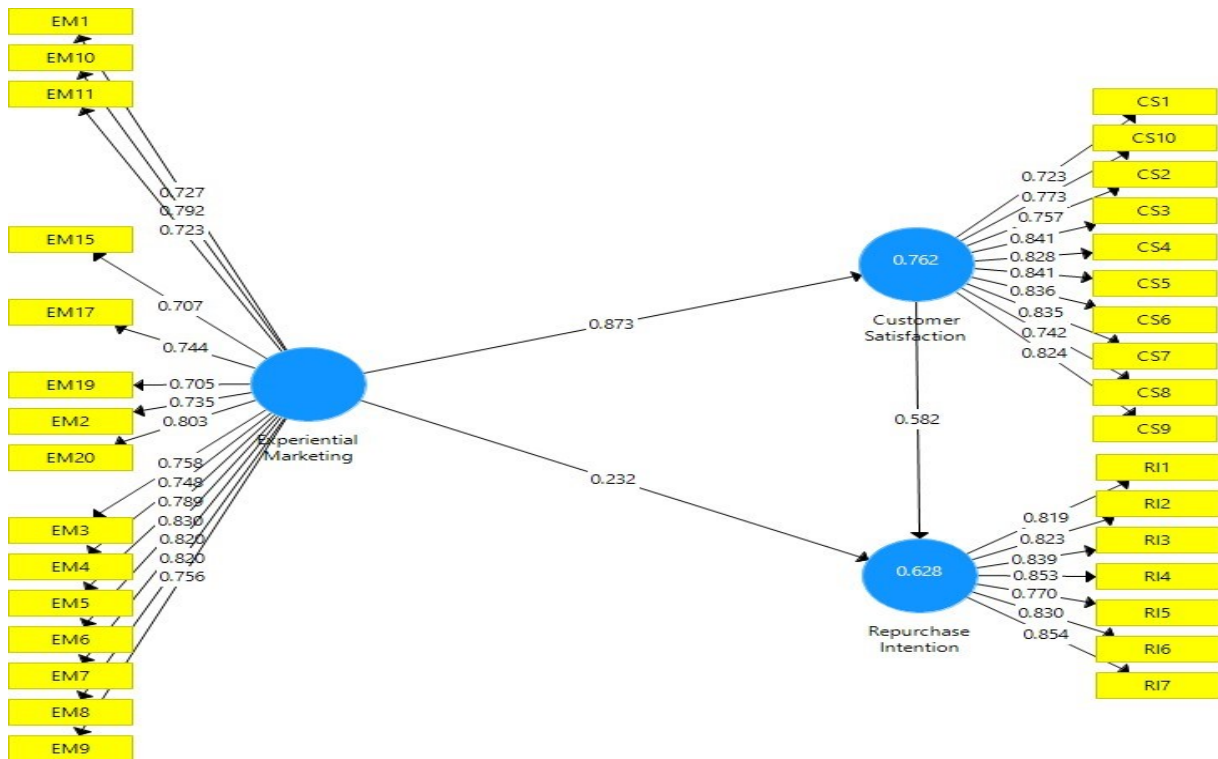 EM1
EM10
EM11
EM15
EM17
EM19
EM2
EM20
EM3
EM4
EM5
EM6
EM7
EM8
EM9
0.727
0.792
0.723
0.707
0.744
0.705
0.735
0.803
0.758
0.748
0.789
0.830
0.820
0.820
0.756
Experiential
Marketing
0.873
0.232
0.762
Customer
Satisfaction
0.582
0.628
Repurchase
Intention
0.723
0.773
0.757
0.841
0.828
0.841
0.836
0.835
0.742
0.824
CS1
CS10
CS2
CS3
CS4
CS5
CS6
CS7
CS8
CS9
0.819
0.823
0.839
0.853
0.770
0.830
0.854
RI1
RI2
RI3
RI4
RI5
RI6
RI7